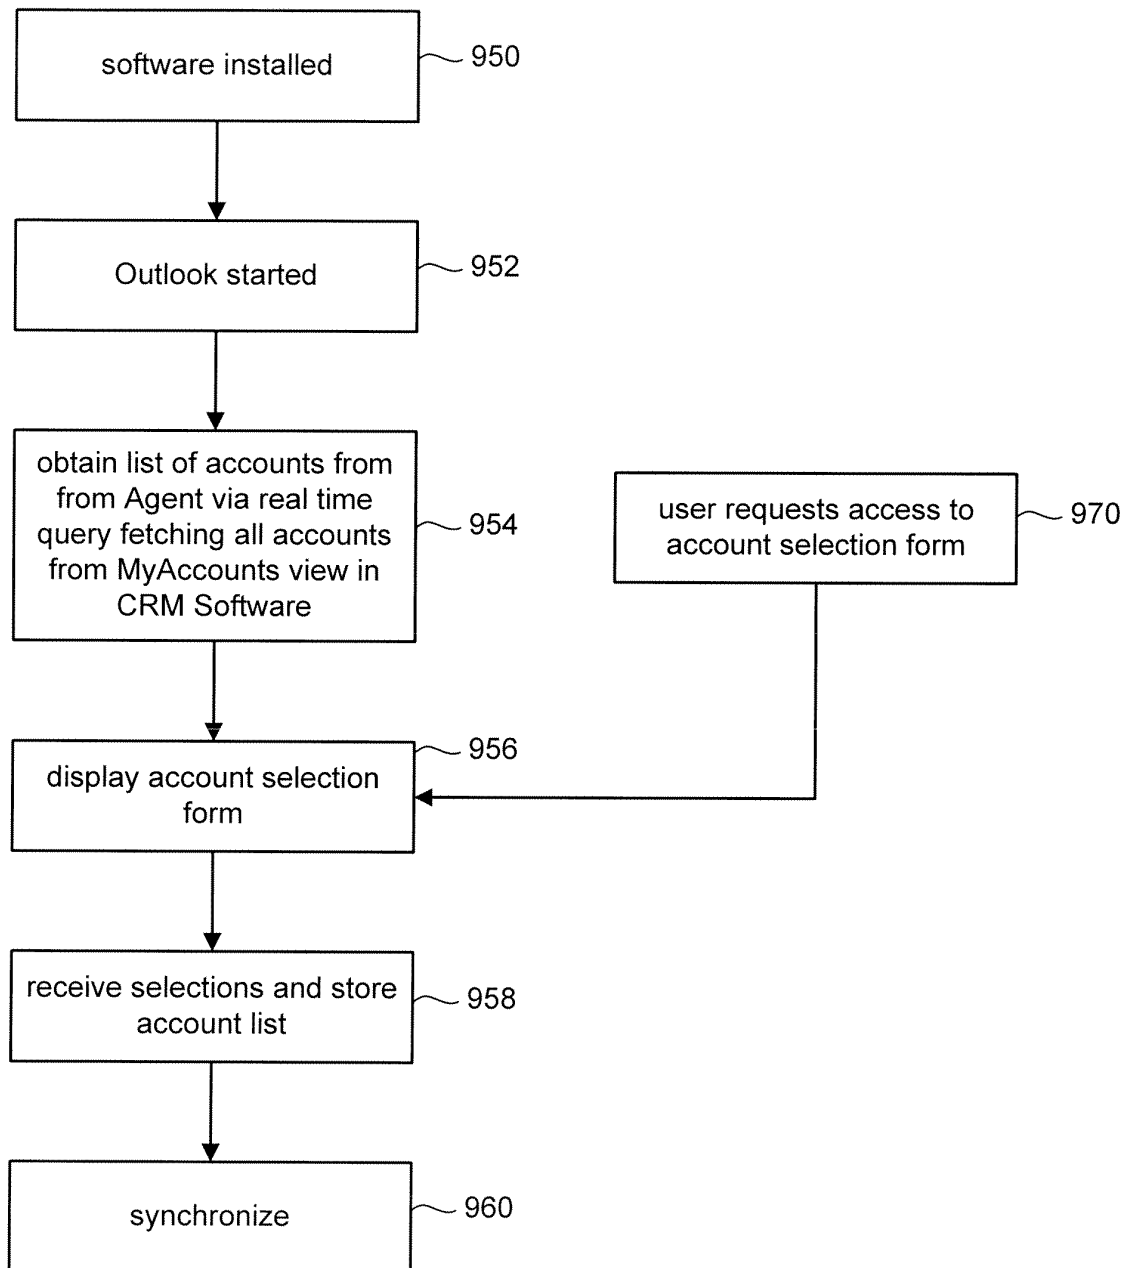 software installed
950
Outlook started
952
obtain list of accounts from
from Agent via real time
query fetching all accounts
from MyAccounts view in
CRM Software
954
user requests access to
account selection form
970
display account selection
form
956
receive selections and store
account list
958
synchronize
960